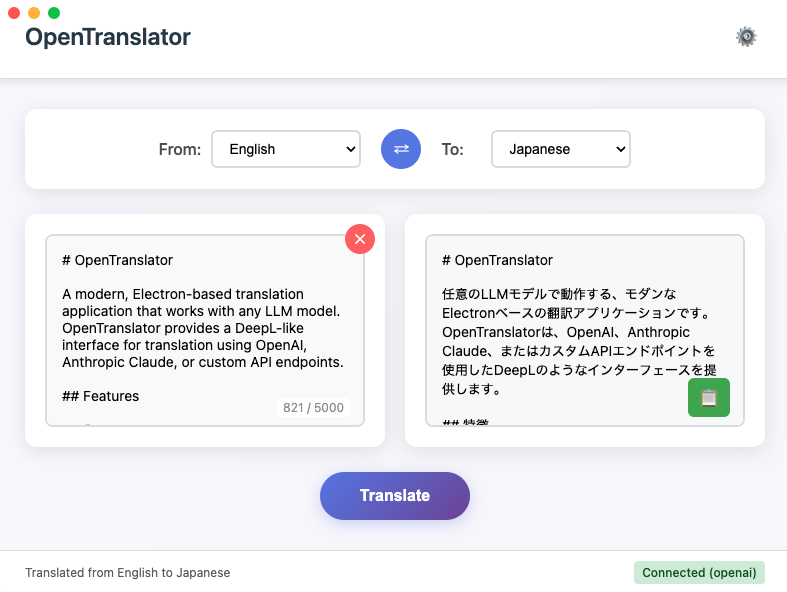 OpenTranslator
From:
English
To:
Japanese
# OpenTranslator
A modern, Electron-based translation
application that works with any LLM model.
OpenTranslator provides a DeepL-like
interface for translation using OpenAI,
Anthropic Claude, or custom API endpoints.
## Features
821 / 5000
# OpenTranslator
任意のLLMモデルで動作する、モダンな
Electronベースの翻訳アプリケーションです。
OpenTranslatorは、OpenAI、Anthropic
Claude、またはカスタムAPIエンドポイントを
使用したDeepLのようなインターフェースを提
供します。
## 特徴
Translate
Translated from English to Japanese
Connected (openai)